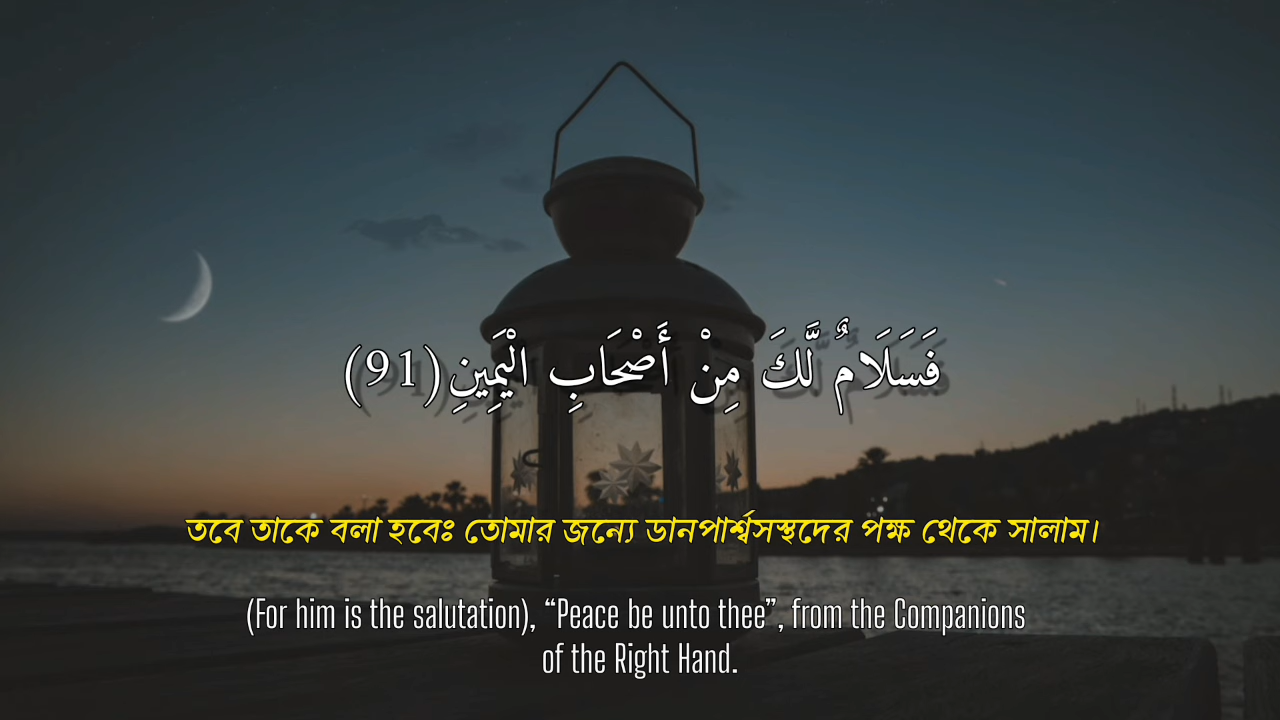 فَسَلَامٌ لَّكَ مِنْ أَصْحَابِ الْيَمِينِ(91)
তবে তাকে বলা হবেঃ তোমার জন্যে ডানপার্শ্বসস্থদের পক্ষ থেকে সালাম।
(For him is the salutation), “Peace be unto thee”, from the Companions
of the Right Hand.